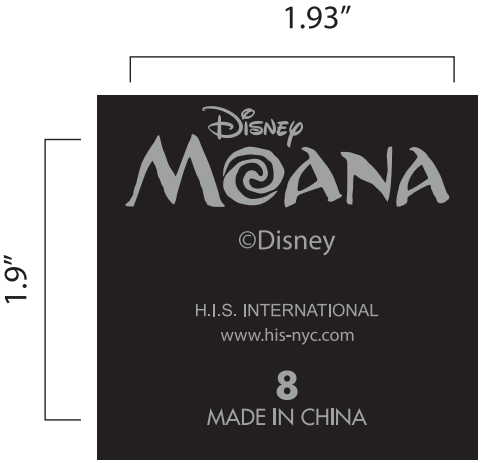 1.93”
1.9”
Disney
MOANA
©Disney
H.I.S. INTERNATIONAL
www.his-nyc.com
8
MADE IN CHINA